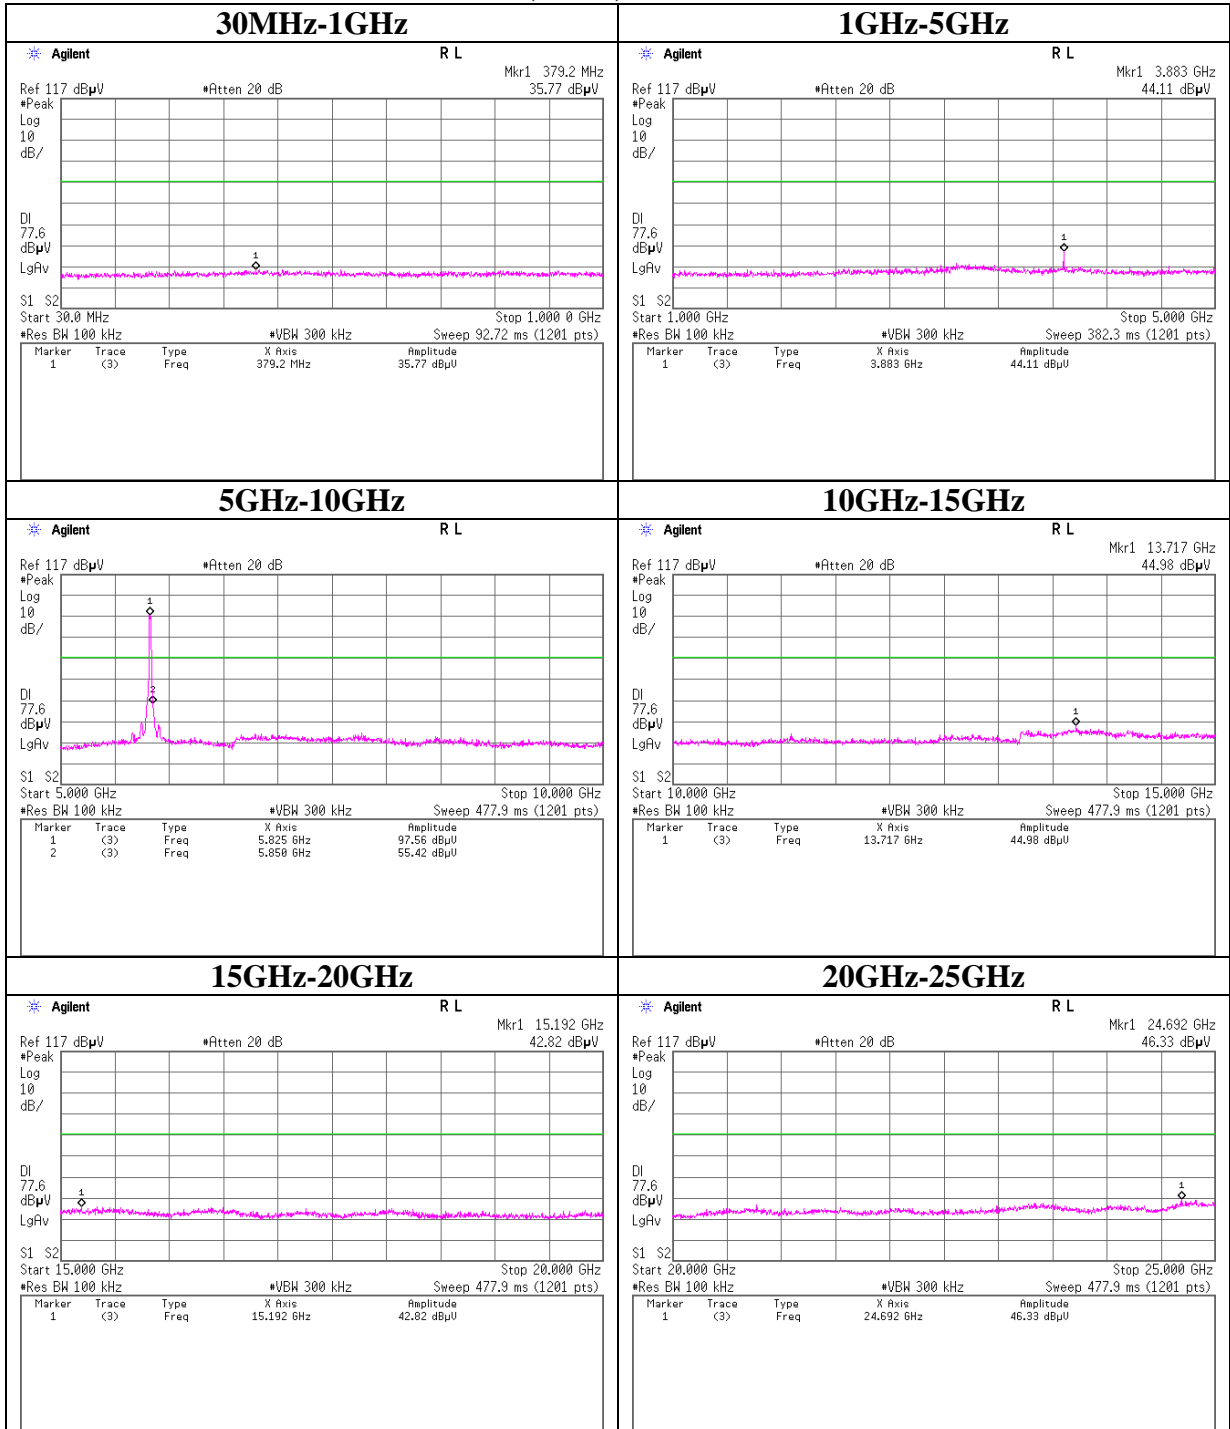 30MHz-1GHz
Agilent R L
Mkr1 379.2 MHz
Ref 117 dBµV #Atten 20 dB 35.77 dBµV
#Peak
Log
10
dB/
DI
77.6
dBµV
LgAv
1
S1 S2
Start 30.0 MHz Stop 1.000 0 GHz
#Res BW 100 kHz #VBW 300 kHz Sweep 92.72 ms (1201 pts)
Marker Trace Type X Axis Amplitude
1 (3) Freq 379.2 MHz 35.77 dBµV
1GHz-5GHz
Agilent R L
Mkr1 3.883 GHz
Ref 117 dBµV #Atten 20 dB 44.11 dBµV
#Peak
Log
10
dB/
DI
77.6
dBµV
LgAv
1
S1 S2
Start 1.000 GHz Stop 5.000 GHz
#Res BW 100 kHz #VBW 300 kHz Sweep 382.3 ms (1201 pts)
Marker Trace Type X Axis Amplitude
1 (3) Freq 3.883 GHz 44.11 dBµV
5GHz-10GHz
Agilent R L
Ref 117 dBµV #Atten 20 dB
#Peak
Log
10
dB/
1
2
DI
77.6
dBµV
LgAv
S1 S2
Start 5.000 GHz Stop 10.000 GHz
#Res BW 100 kHz #VBW 300 kHz Sweep 477.9 ms (1201 pts)
Marker Trace Type X Axis Amplitude
1 (3) Freq 5.825 GHz 97.56 dBµV
2 (3) Freq 5.850 GHz 55.42 dBµV
10GHz-15GHz
Agilent R L
Mkr1 13.717 GHz
Ref 117 dBµV #Atten 20 dB 44.98 dBµV
#Peak
Log
10
dB/
DI
77.6
dBµV
LgAv
1
S1 S2
Start 10.000 GHz Stop 15.000 GHz
#Res BW 100 kHz #VBW 300 kHz Sweep 477.9 ms (1201 pts)
Marker Trace Type X Axis Amplitude
1 (3) Freq 13.717 GHz 44.98 dBµV
15GHz-20GHz
Agilent R L
Mkr1 15.192 GHz
Ref 117 dBµV #Atten 20 dB 42.82 dBµV
#Peak
Log
10
dB/
DI
77.6
dBµV
LgAv
1
S1 S2
Start 15.000 GHz Stop 20.000 GHz
#Res BW 100 kHz #VBW 300 kHz Sweep 477.9 ms (1201 pts)
Marker Trace Type X Axis Amplitude
1 (3) Freq 15.192 GHz 42.82 dBµV
20GHz-25GHz
Agilent R L
Mkr1 24.692 GHz
Ref 117 dBµV #Atten 20 dB 46.33 dBµV
#Peak
Log
10
dB/
DI
77.6
dBµV
LgAv
1
S1 S2
Start 20.000 GHz Stop 25.000 GHz
#Res BW 100 kHz #VBW 300 kHz Sweep 477.9 ms (1201 pts)
Marker Trace Type X Axis Amplitude
1 (3) Freq 24.692 GHz 46.33 dBµV